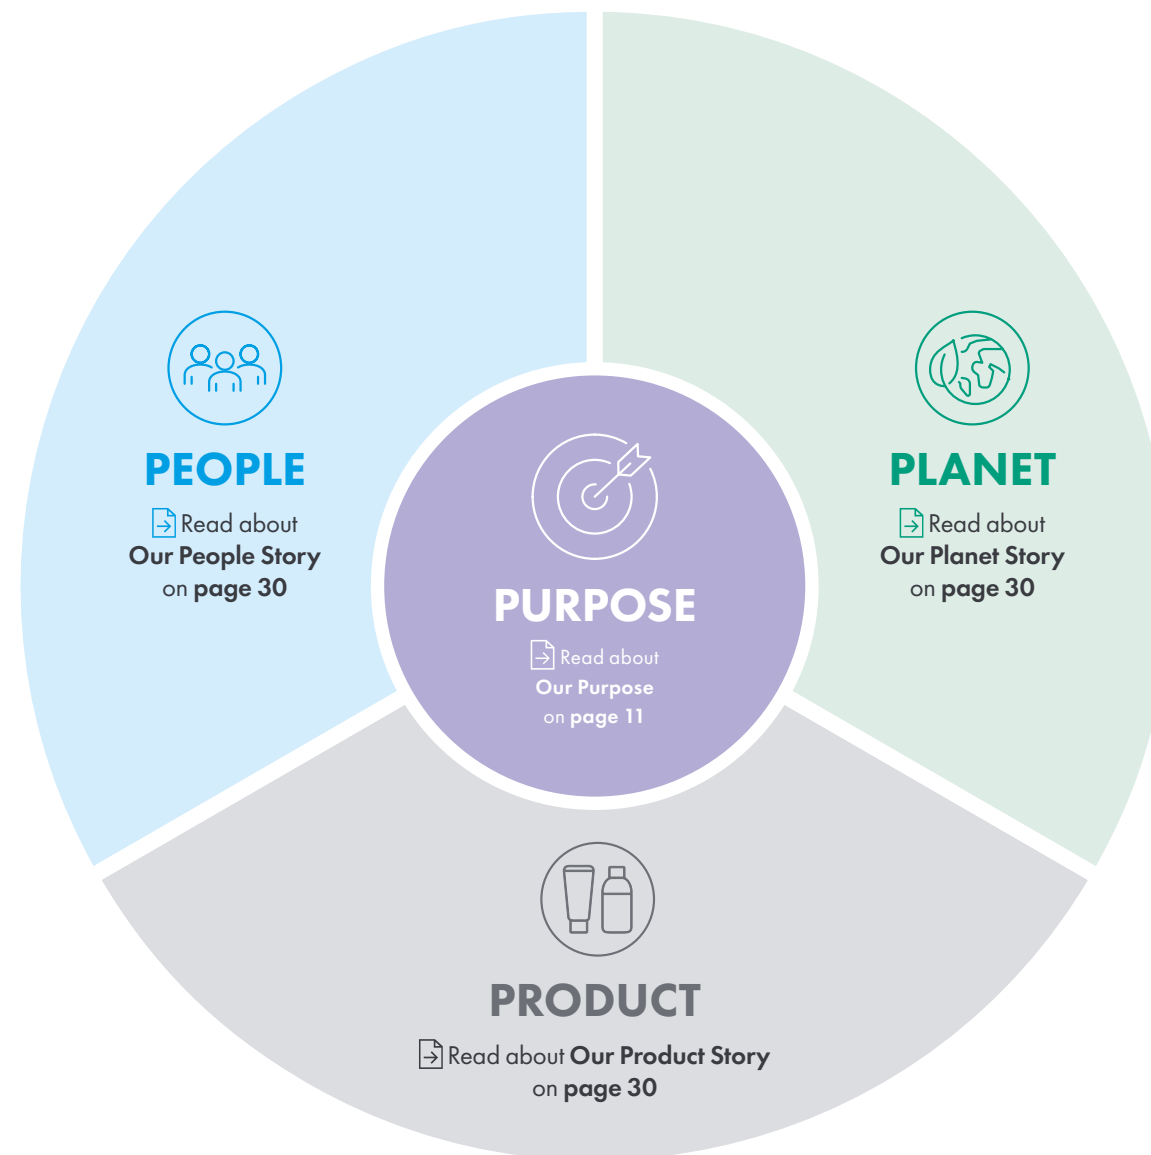 PEOPLE
Read about
Our People Story
on page 30
PLANET
Read about
Our Planet Story
on page 30
PURPOSE
Read about
Our Purpose
on page 11
PRODUCT
Read about Our Product Story
on page 30